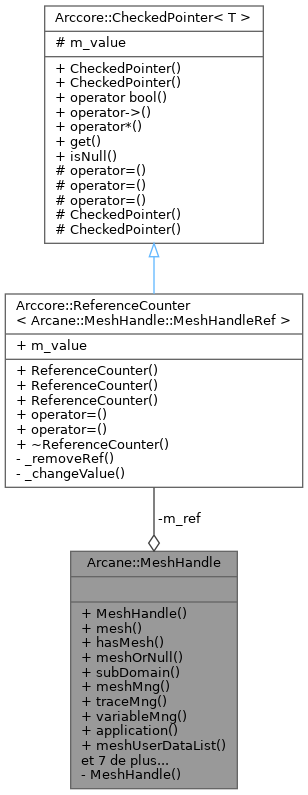 Arccore::CheckedPointer< T >
# m_value
+ CheckedPointer()
+ CheckedPointer()
+ operator bool()
+ operator->()
+ operator*()
+ get()
+ isNull()
# operator=()
# operator=()
# operator=()
# CheckedPointer()
# CheckedPointer()
Arccore::ReferenceCounter
< Arcane::MeshHandle::MeshHandleRef >
+ m_value
+ ReferenceCounter()
+ ReferenceCounter()
+ ReferenceCounter()
+ operator=()
+ operator=()
+ ~ReferenceCounter()
- _removeRef()
- _changeValue()
-m_ref
Arcane::MeshHandle
+ MeshHandle()
+ mesh()
+ hasMesh()
+ meshOrNull()
+ subDomain()
+ meshMng()
+ traceMng()
+ variableMng()
+ application()
+ meshUserDataList()
et 7 de plus...
- MeshHandle()